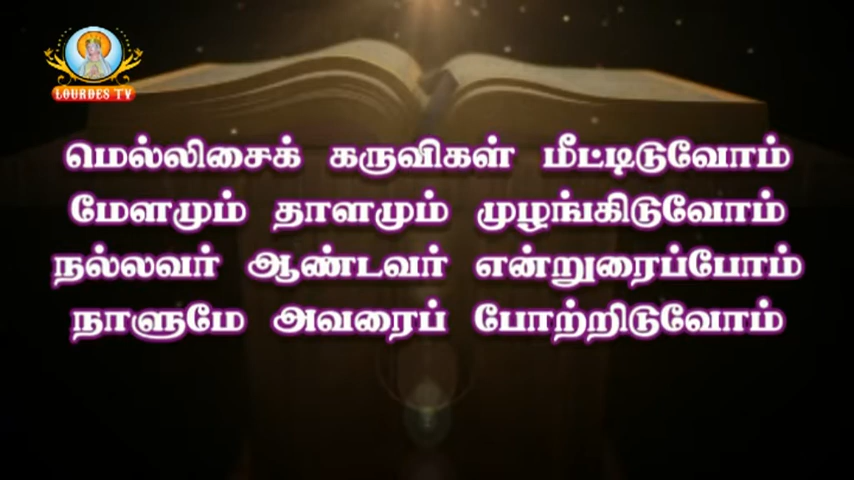 LOURDES TV
மெல்லிசைக் கருவிகள் மீட்டிடுவோம்
மேளமும் தாளமும் முழங்கிடுவோம்
நல்லவர் ஆண்டவர் என்றுரைப்போம்
நாளுமே அவரைப் போற்றிடுவோம்